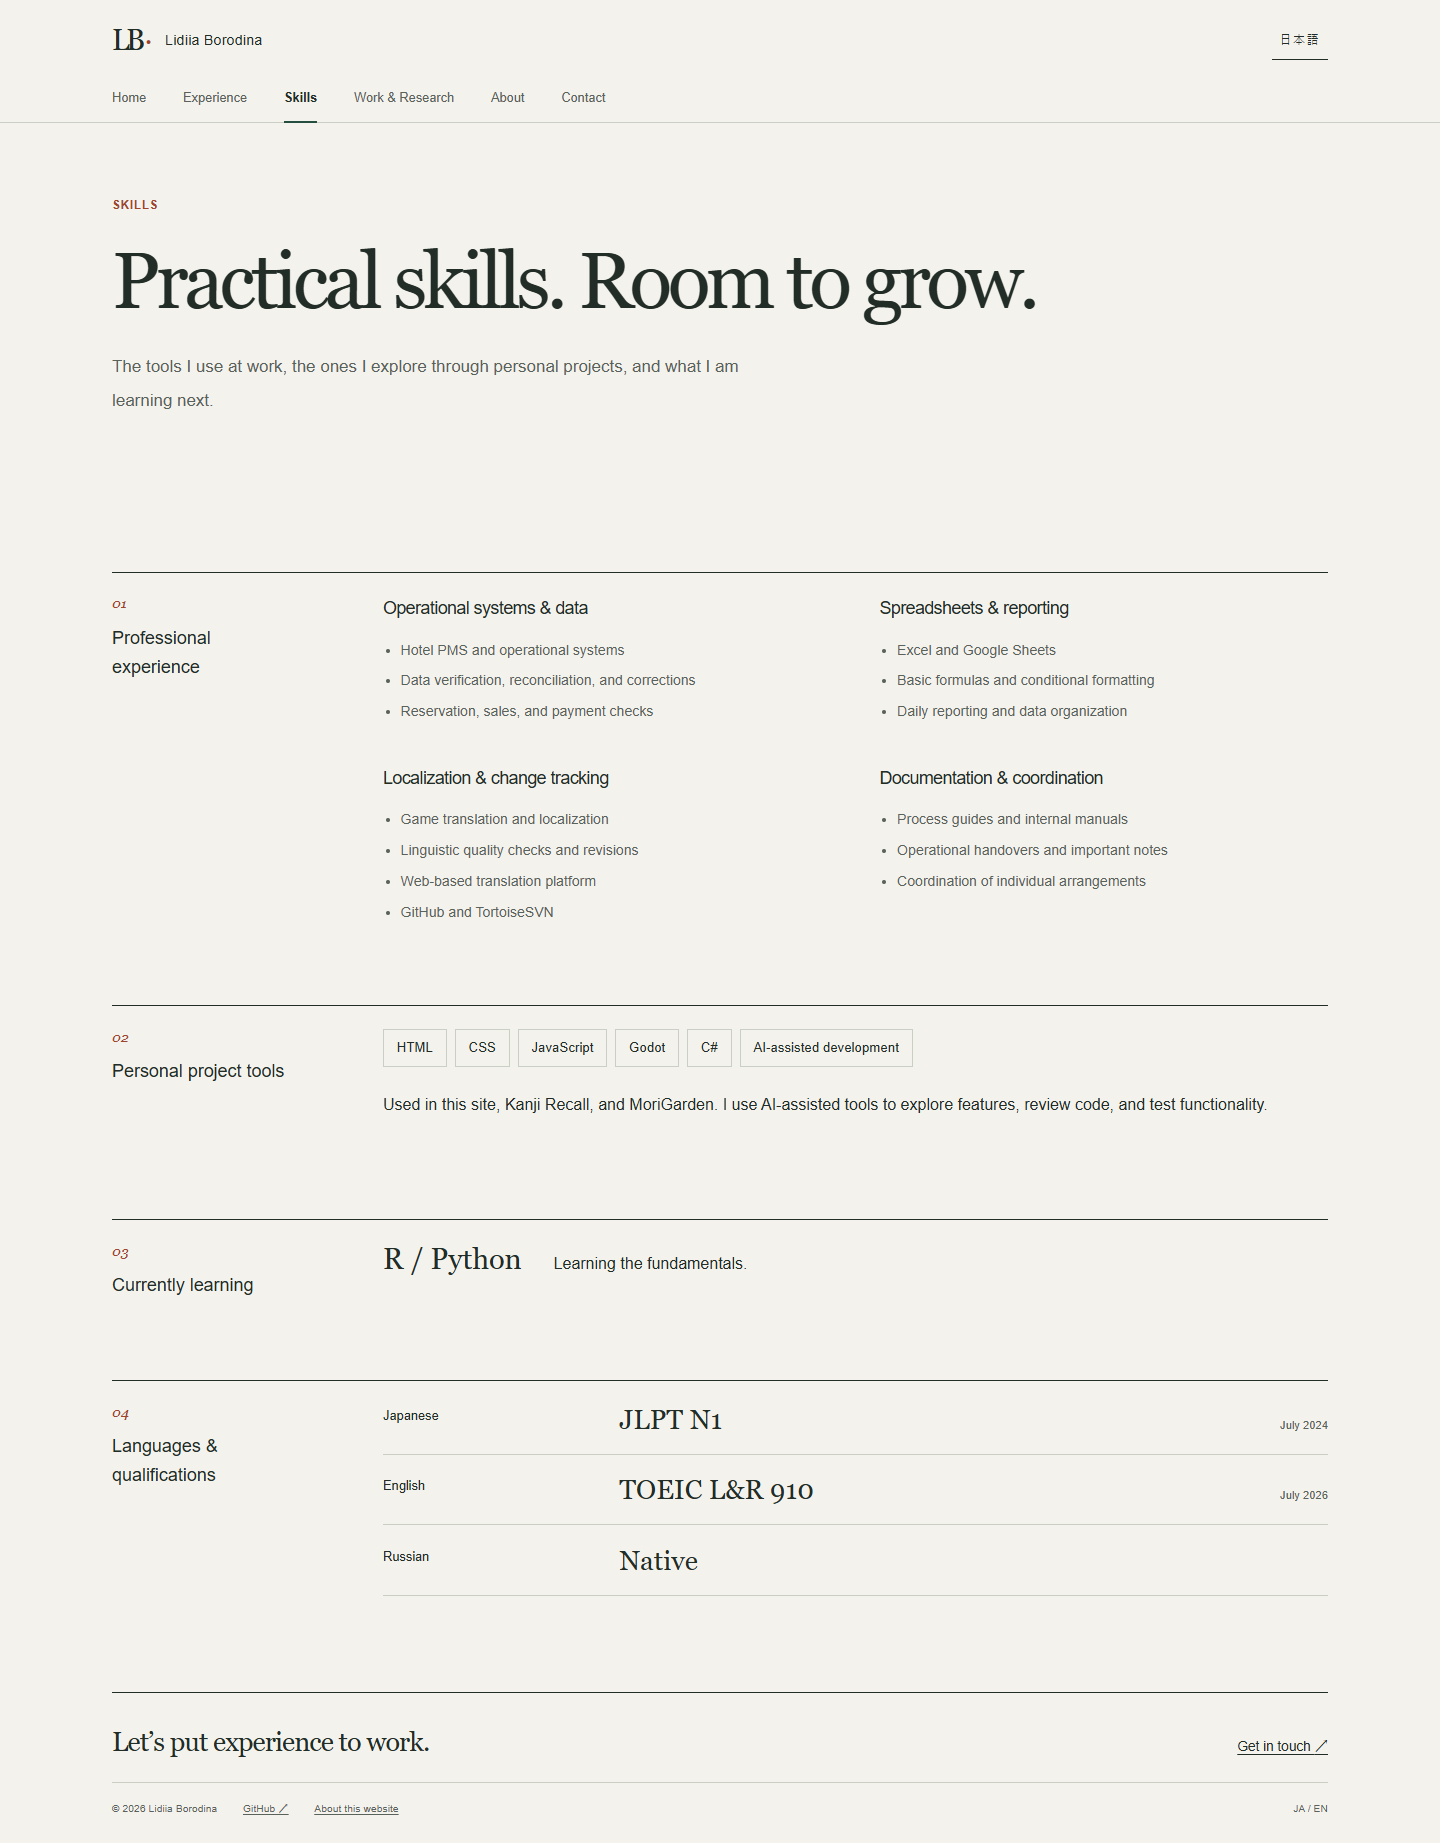 LB· Lidiia Borodina
日本語
Home Experience Skills Work & Research About Contact
SKILLS
Practical skills. Room to grow.
The tools I use at work, the ones I explore through personal projects, and what I am
learning next.
01
Professional
experience
Operational systems & data
• Hotel PMS and operational systems
• Data verification, reconciliation, and corrections
• Reservation, sales, and payment checks
Spreadsheets & reporting
• Excel and Google Sheets
• Basic formulas and conditional formatting
• Daily reporting and data organization
Localization & change tracking
• Game translation and localization
• Linguistic quality checks and revisions
• Web-based translation platform
• GitHub and TortoiseSVN
Documentation & coordination
• Process guides and internal manuals
• Operational handovers and important notes
• Coordination of individual arrangements
02
Personal project tools
HTML CSS JavaScript Godot C# AI-assisted development
Used in this site, Kanji Recall, and MoriGarden. I use AI-assisted tools to explore features, review code, and test functionality.
03
Currently learning
R / Python Learning the fundamentals.
04
Languages &
qualifications
Japanese JLPT N1 July 2024
English TOEIC L&R 910 July 2026
Russian Native
Let’s put experience to work.
Get in touch ↗
© 2026 Lidiia Borodina GitHub ↗ About this website JA / EN